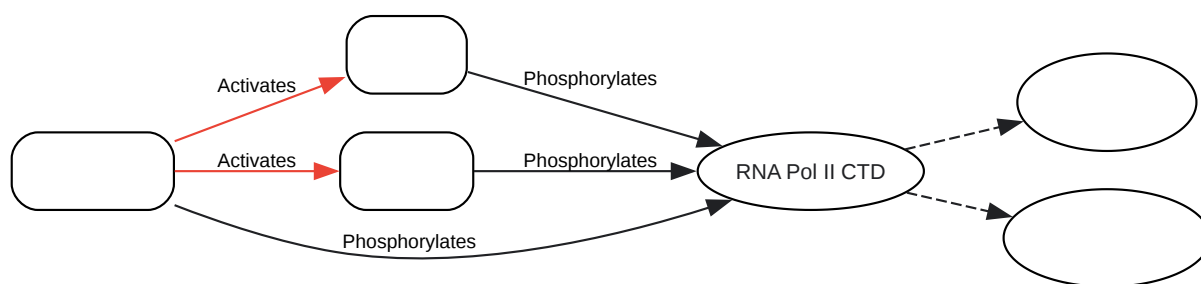 Activates
Phosphorylates
Activates
Phosphorylates
RNA Pol II CTD
Phosphorylates